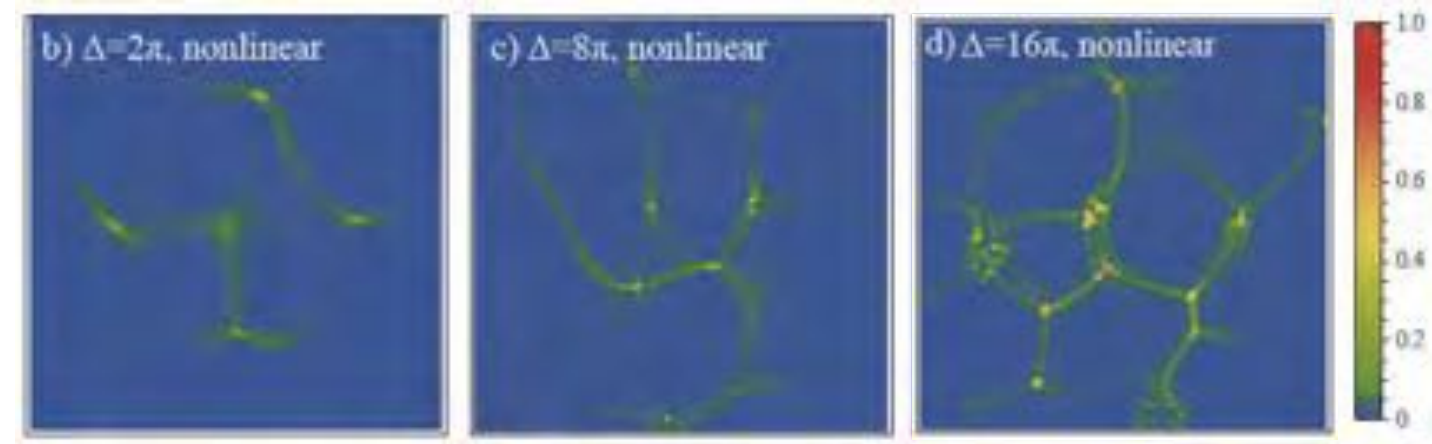 b) Δ=2π, nonlinear
c) Δ=8π, nonlinear
d) Δ=16π, nonlinear
1.0
0.8
0.6
0.4
0.2
0